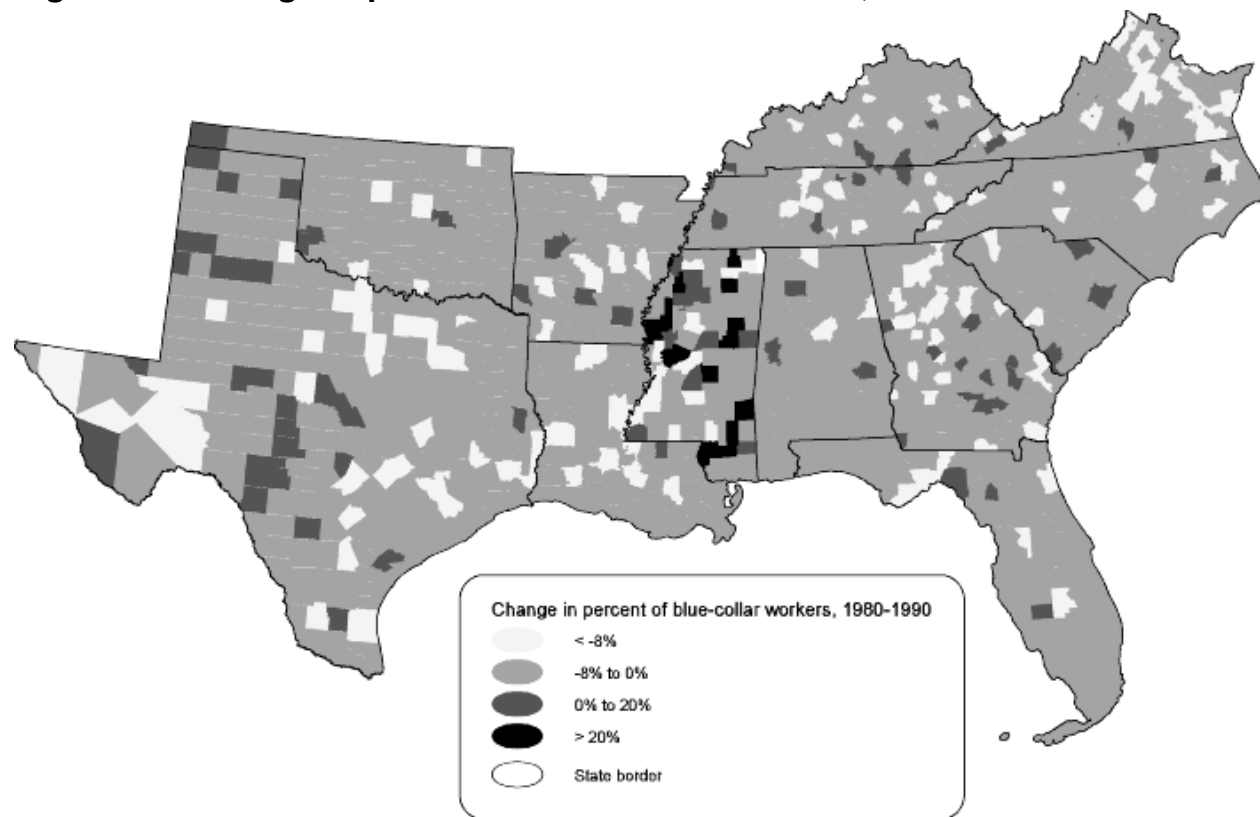 Change in percent of blue-collar workers, 1980-1990
< -8%
-8% to 0%
0% to 20%
> 20%
State border